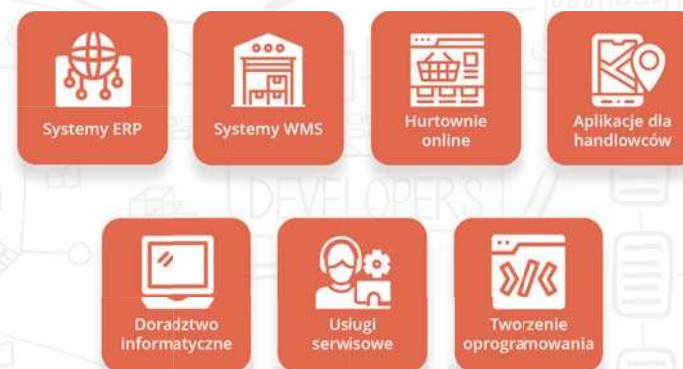 Systemy ERP
Systemy WMS
Hurtownie
online
Aplikacje dla
handlowców
DEVELOPERS
Doradztwo
informatyczne
Usługi
serwisowe
Tworzenie
oprogramowania